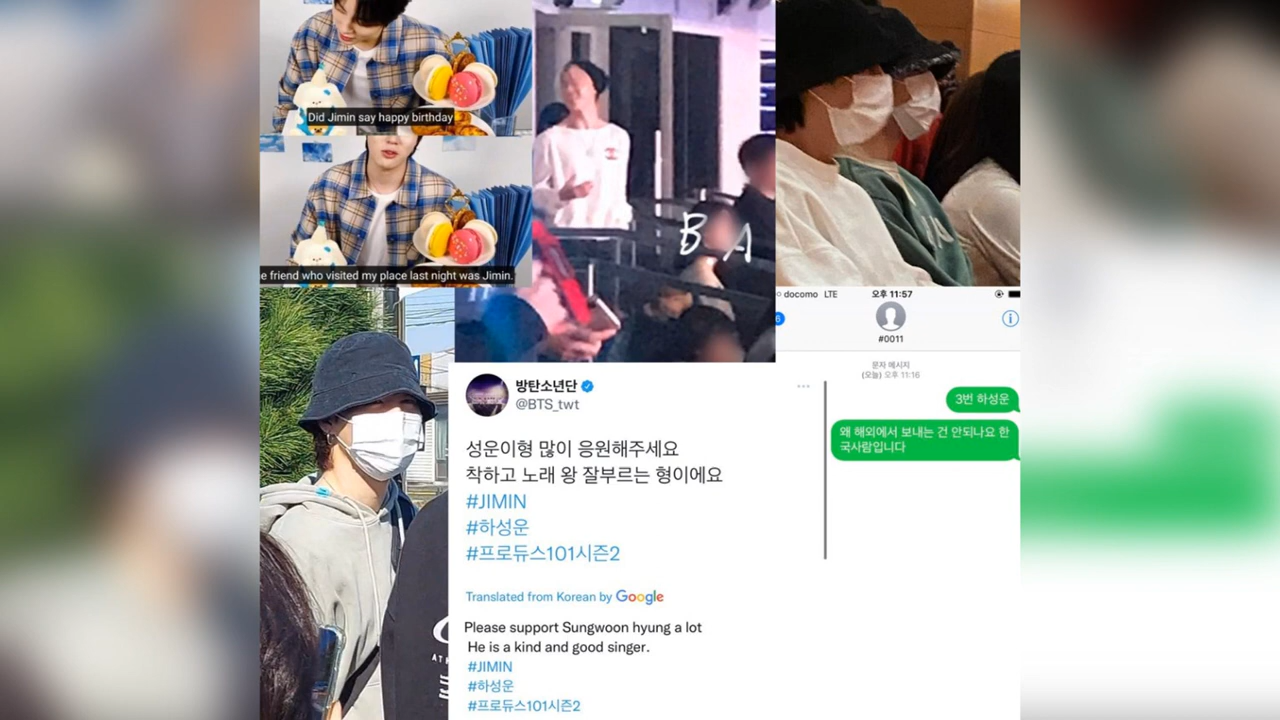 Did Jimin say happy birthday
e friend who visited my place last night was Jimin.
B A
docomo LTE
오후 11:57
6
#0011
문자 메시지
(오늘) 오후 11:16
3번 하성운
왜 해외에서 보내는 건 안되나요 한
국사람입니다
방탄소년단
@BTS_twt
성운이형 많이 응원해주세요
착하고 노래 왕 잘부르는 형이에요
#JIMIN
#하성운
#프로듀스101시즌2
Translated from Korean by Google
Please support Sungwoon hyung a lot
He is a kind and good singer.
#JIMIN
#하성운
#프로듀스101시즌2